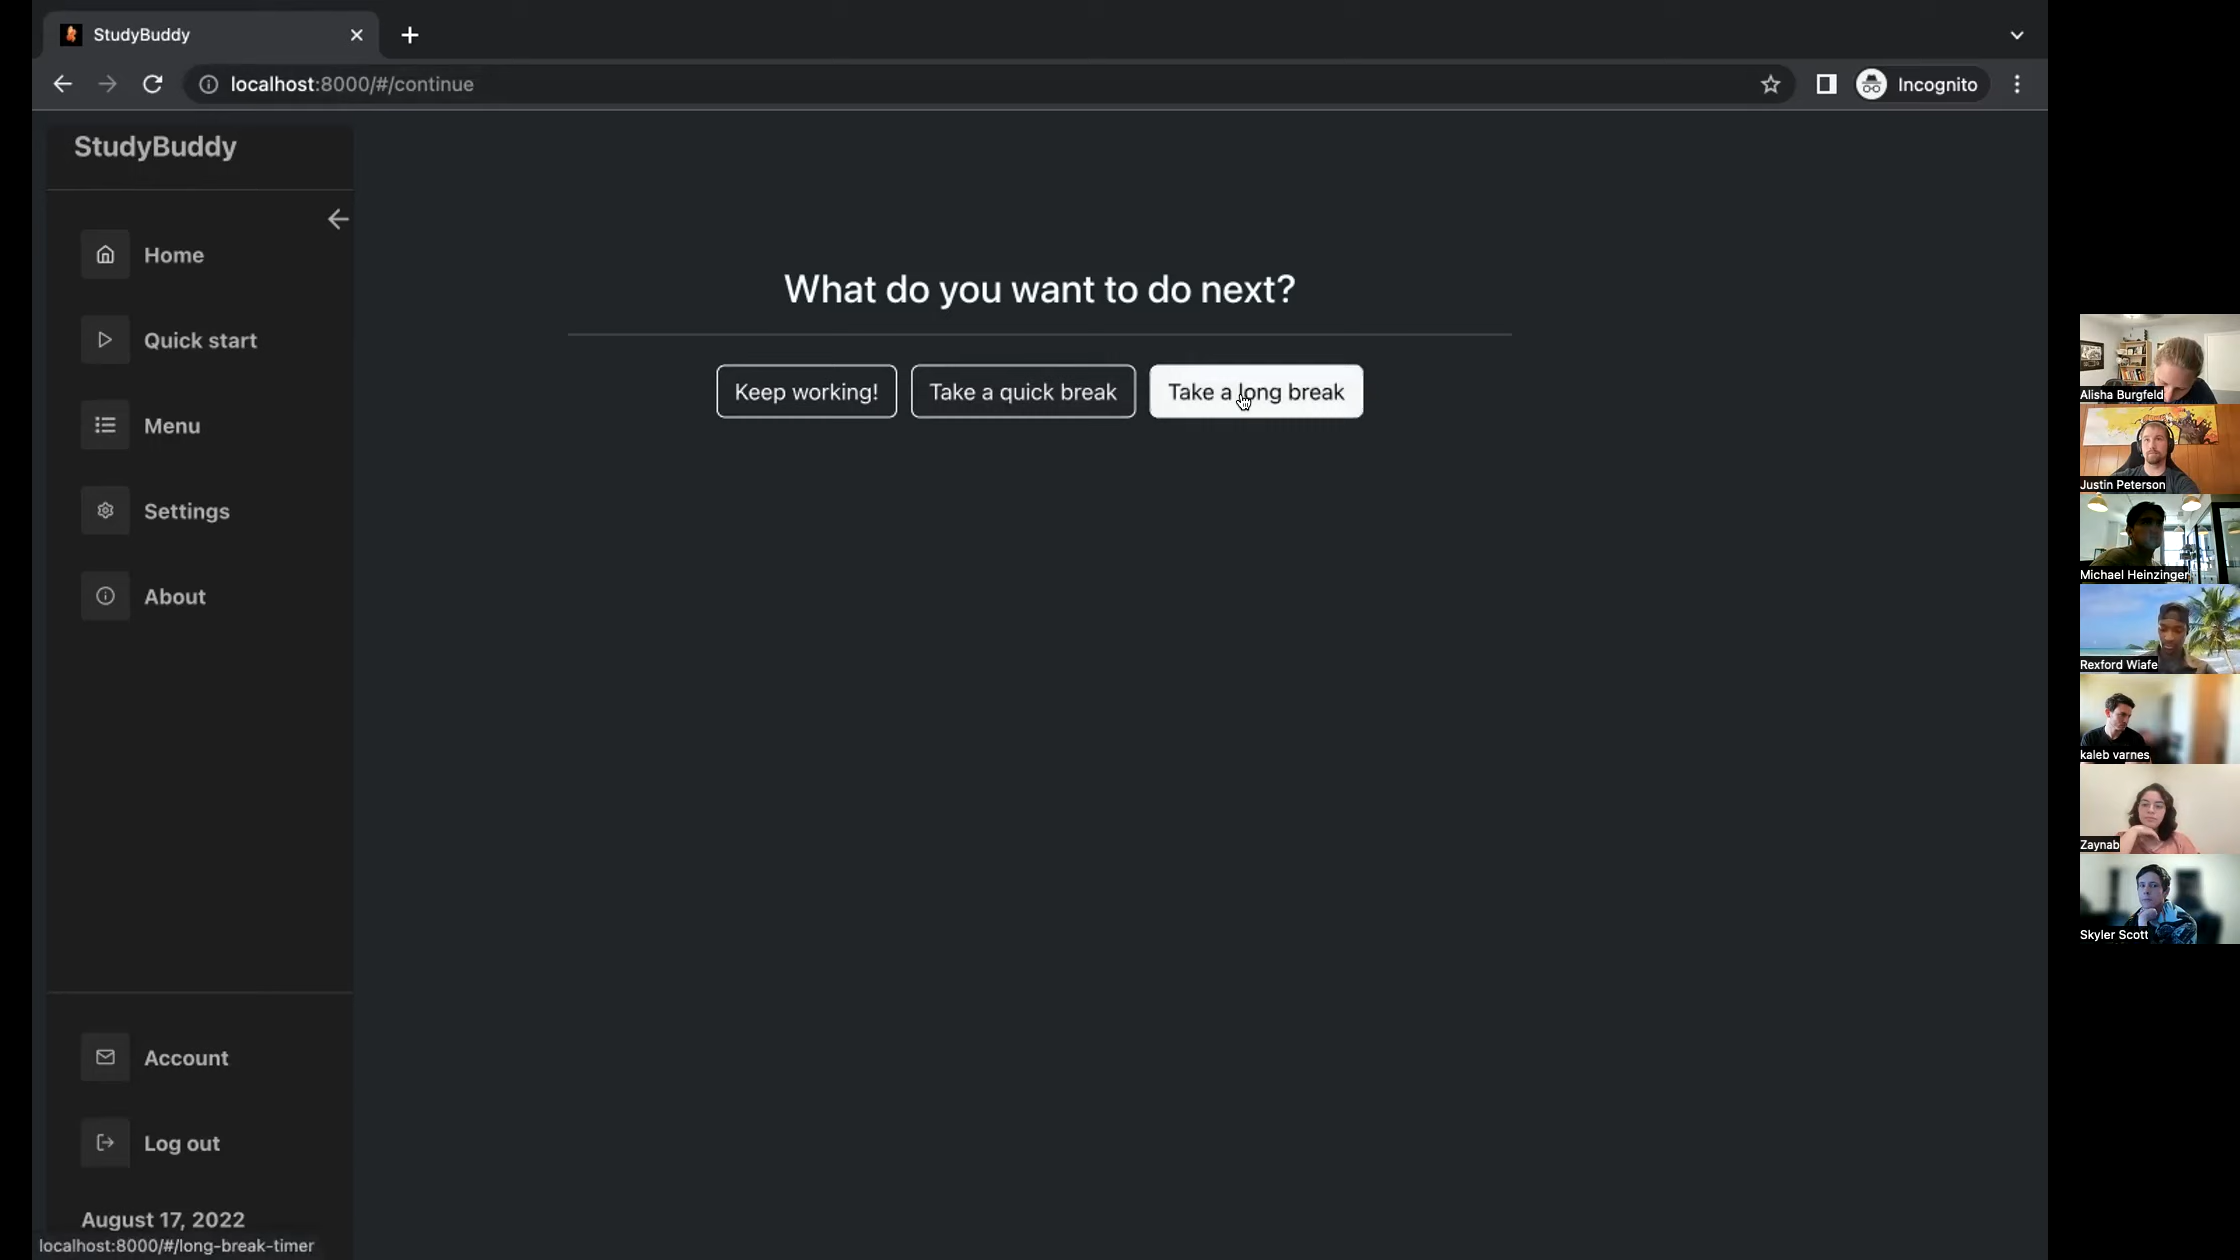 StudyBuddy
localhost:8000/#/continue
Incognito
StudyBuddy
Home
Quick start
Menu
Settings
About
Account
Log out
August 17, 2022
localhost:8000/#/long-break-timer
What do you want to do next?
Keep working!
Take a quick break
Take a long break
Alisha Burgfeld
Justin Peterson
Michael Heinzinger
Rexford Wiafe
kaleb varnes
Zaynab
Skyler Scott